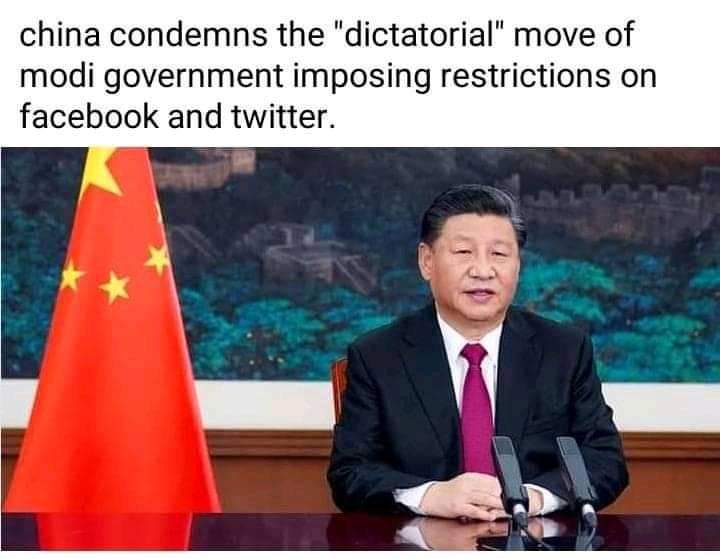 china condemns the "dictatorial" move of
modi government imposing restrictions on
facebook and twitter.